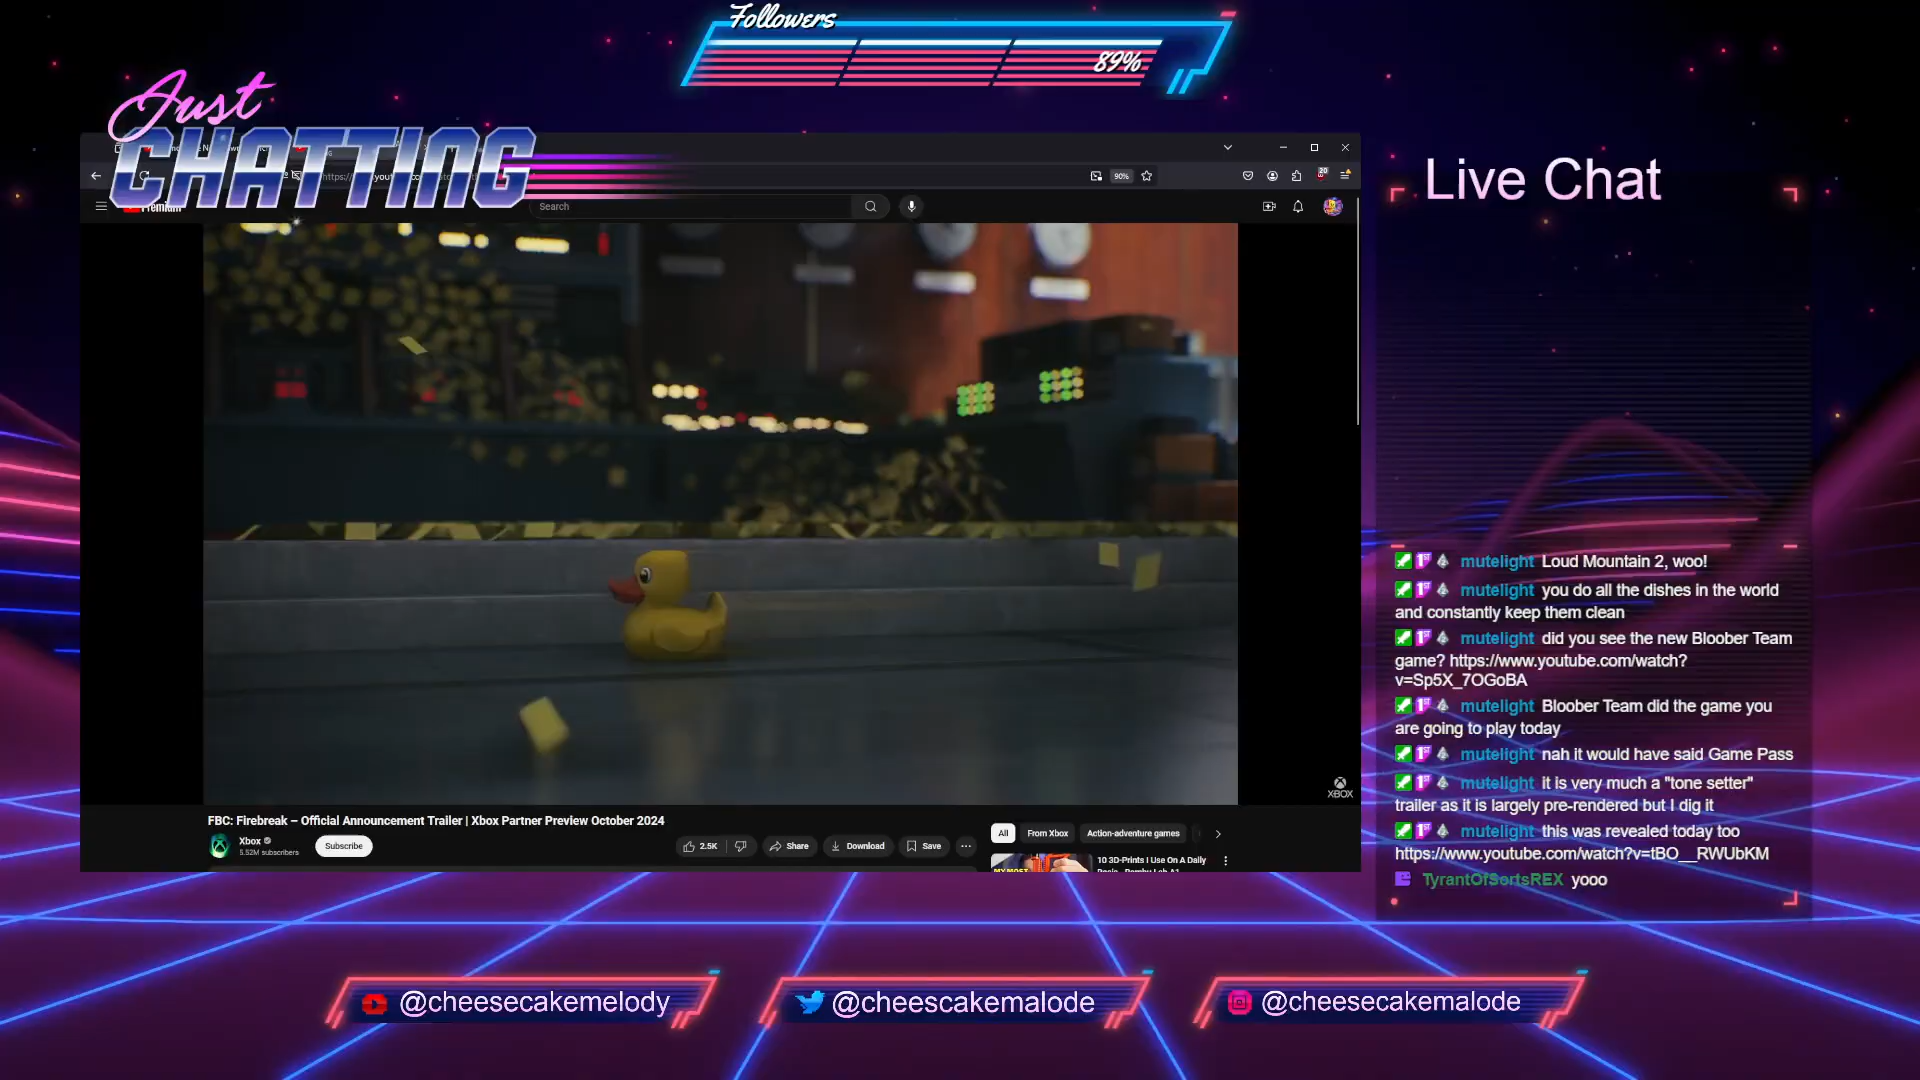 Followers
89%
Just
CHATTING
90%
20
Premium
Search
XBOX
FBC: Firebreak – Official Announcement Trailer | Xbox Partner Preview October 2024
Xbox
5.52M subscribers
Subscribe
2.5K
Share
Download
Save
All
From Xbox
Action-adventure games
10 3D-Prints I Use On A Daily
Live Chat
mutelight Loud Mountain 2, woo!
mutelight you do all the dishes in the world
and constantly keep them clean
mutelight did you see the new Bloober Team
game? https://www.youtube.com/watch?
v=Sp5X_7OGoBA
mutelight Bloober Team did the game you
are going to play today
mutelight nah it would have said Game Pass
mutelight it is very much a "tone setter"
trailer as it is largely pre-rendered but I dig it
mutelight this was revealed today too
https://www.youtube.com/watch?v=tBO__RWUbKM
TyrantOfSortsREX yooo
@cheesecakemelody
@cheescakemalode
@cheesecakemalode